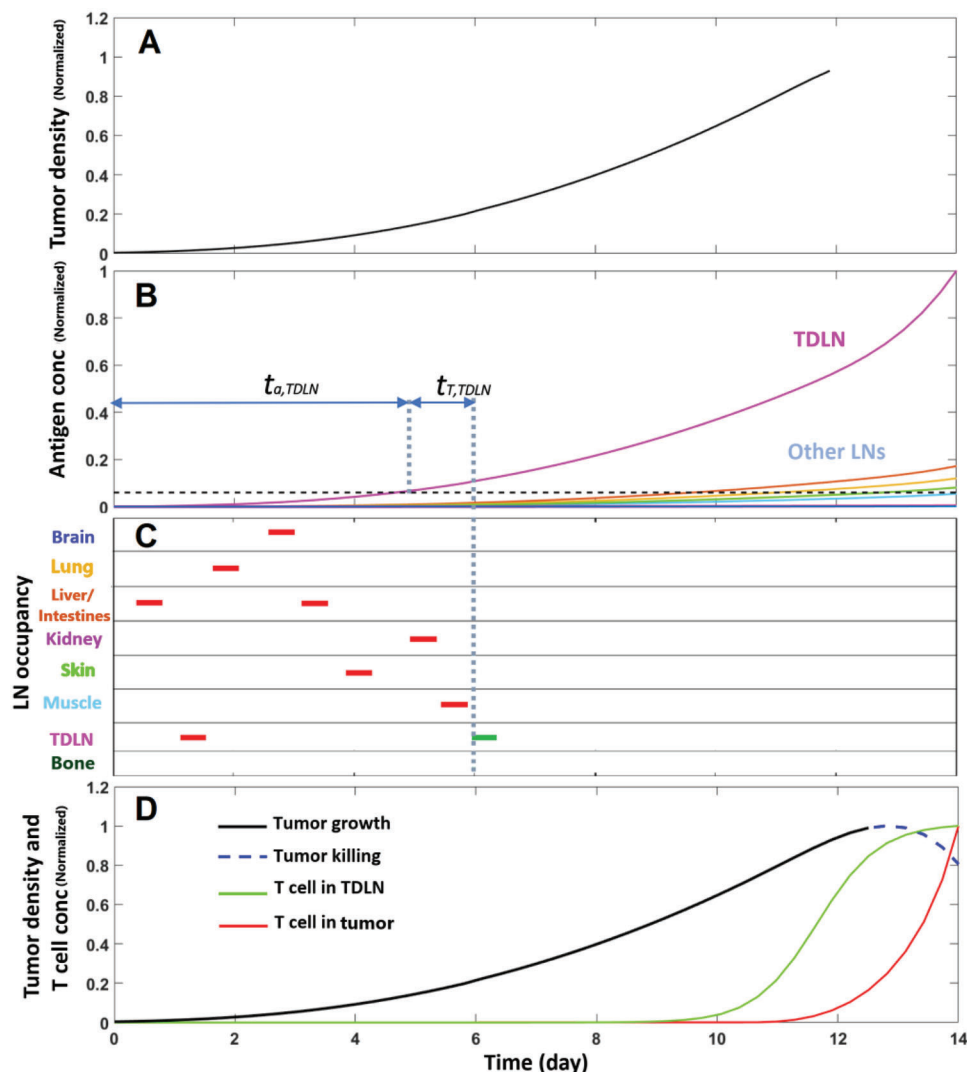 A
1.2
1
0.8
0.6
0.4
0.2
0
Tumor density (Normalized)
B
1
0.8
0.6
0.4
0.2
0
Antigen conc (Normalized)
TDLN
ta,TDLN
tT,TDLN
Other LNs
C
LN occupancy
Brain
Lung
Liver/
Intestines
Kidney
Skin
Muscle
TDLN
Bone
D
1.2
1
0.8
0.6
0.4
0.2
0
Tumor density and
T cell conc (Normalized)
Tumor growth
Tumor killing
T cell in TDLN
T cell in tumor
0 2 4 6 8 10 12 14
Time (day)